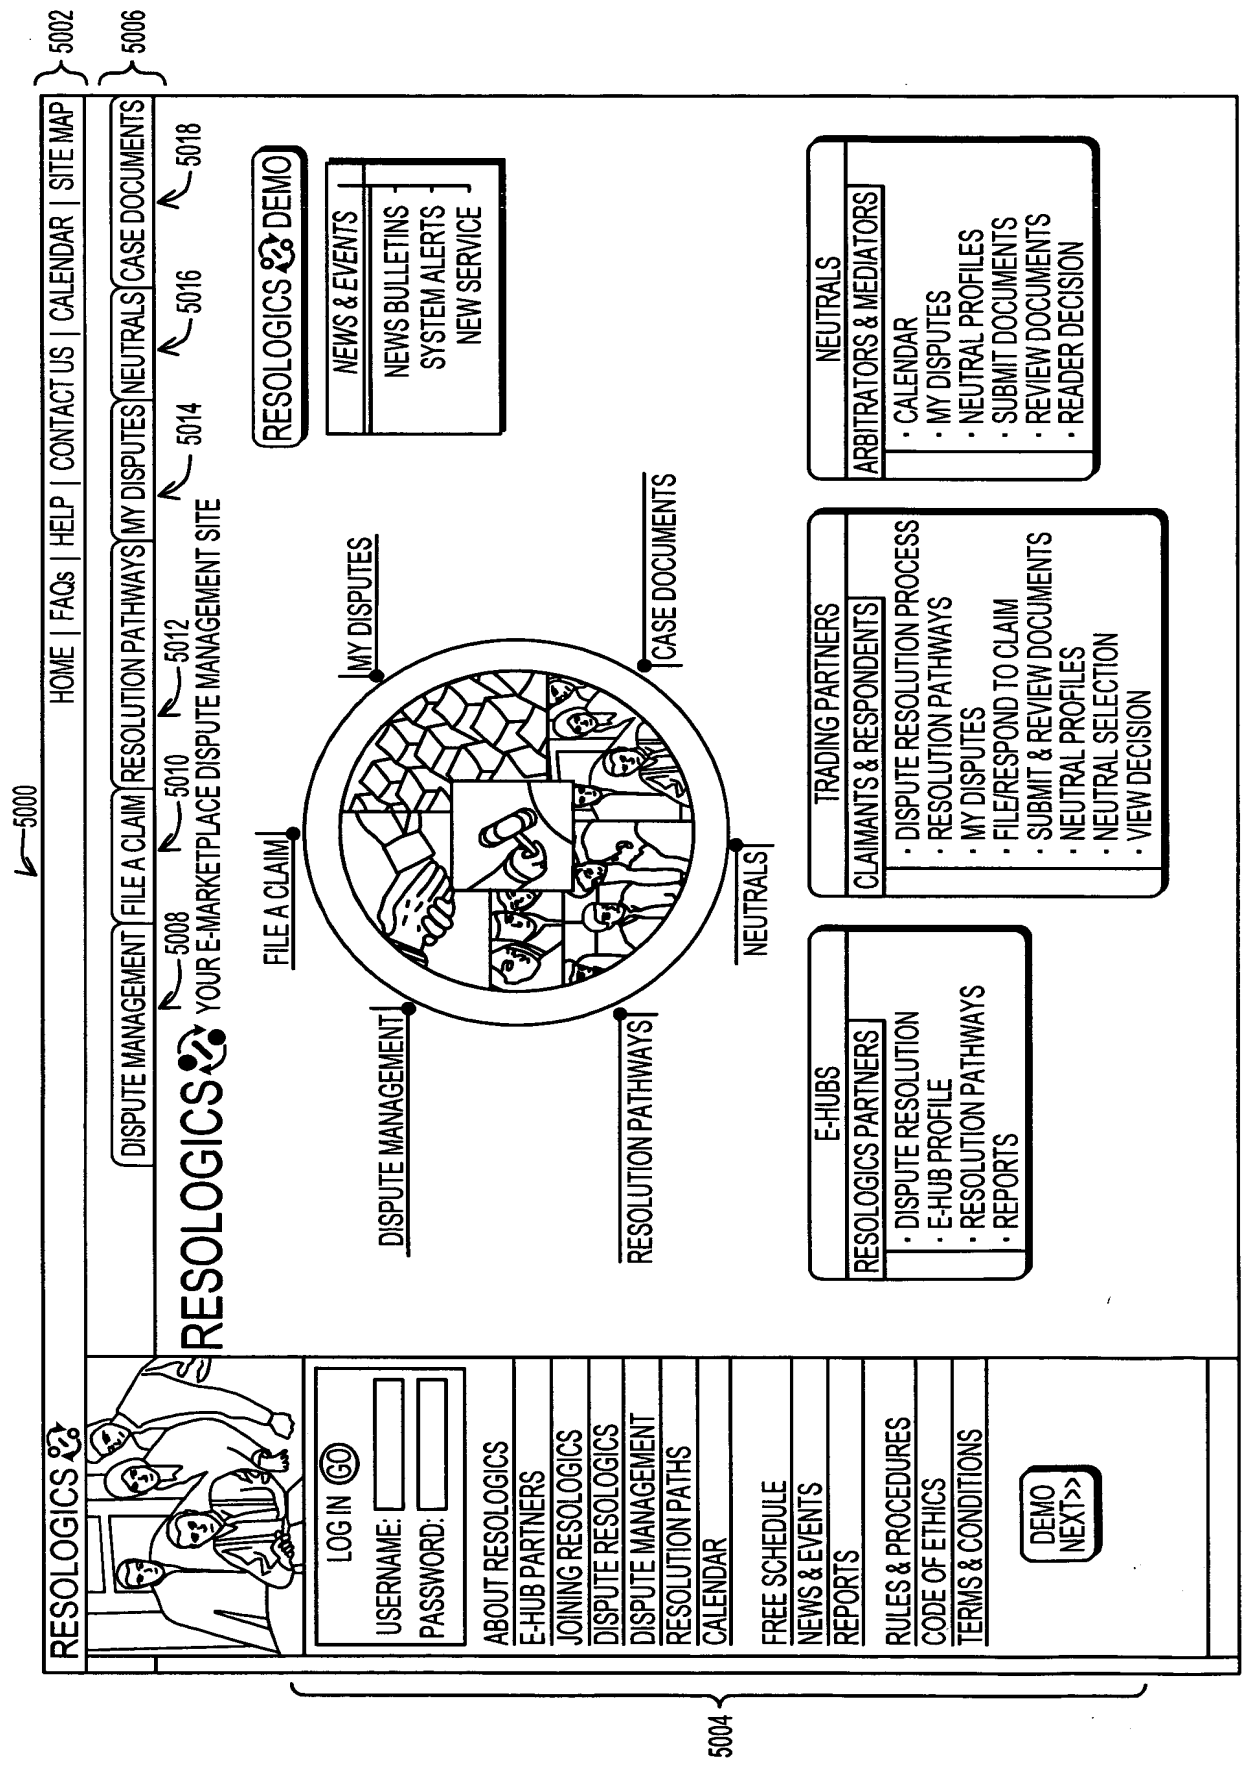 5000
5002
RESOLOGICS
HOME | FAQs | HELP | CONTACT US | CALENDAR | SITE MAP
5006
DISPUTE MANAGEMENT
FILE A CLAIM
RESOLUTION PATHWAYS
MY DISPUTES
NEUTRALS
CASE DOCUMENTS
5008
5010
5012
5014
5016
5018
RESOLOGICS YOUR E-MARKETPLACE DISPUTE MANAGEMENT SITE
5004
LOG IN GO
USERNAME:
PASSWORD:
ABOUT RESOLOGICS
E-HUB PARTNERS
JOINING RESOLOGICS
DISPUTE RESOLOGICS
DISPUTE MANAGEMENT
RESOLUTION PATHS
CALENDAR
FREE SCHEDULE
NEWS & EVENTS
REPORTS
RULES & PROCEDURES
CODE OF ETHICS
TERMS & CONDITIONS
DEMO
NEXT>>
FILE A CLAIM
DISPUTE MANAGEMENT
MY DISPUTES
RESOLUTION PATHWAYS
CASE DOCUMENTS
NEUTRALS
RESOLOGICS DEMO
NEWS & EVENTS
NEWS BULLETINS
SYSTEM ALERTS
NEW SERVICE
E-HUBS
RESOLOGICS PARTNERS
· DISPUTE RESOLUTION
· E-HUB PROFILE
· RESOLUTION PATHWAYS
· REPORTS
TRADING PARTNERS
CLAIMANTS & RESPONDENTS
· DISPUTE RESOLUTION PROCESS
· RESOLUTION PATHWAYS
· MY DISPUTES
· FILE/RESPOND TO CLAIM
· SUBMIT & REVIEW DOCUMENTS
· NEUTRAL PROFILES
· NEUTRAL SELECTION
· VIEW DECISION
NEUTRALS
ARBITRATORS & MEDIATORS
· CALENDAR
· MY DISPUTES
· NEUTRAL PROFILES
· SUBMIT DOCUMENTS
· REVIEW DOCUMENTS
· READER DECISION